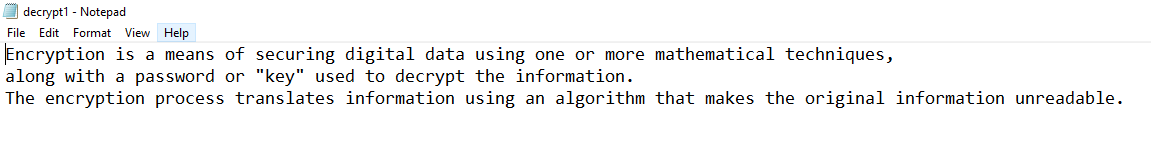 decrypt1 - Notepad
File Edit Format View Help
Encryption is a means of securing digital data using one or more mathematical techniques,
along with a password or "key" used to decrypt the information.
The encryption process translates information using an algorithm that makes the original information unreadable.